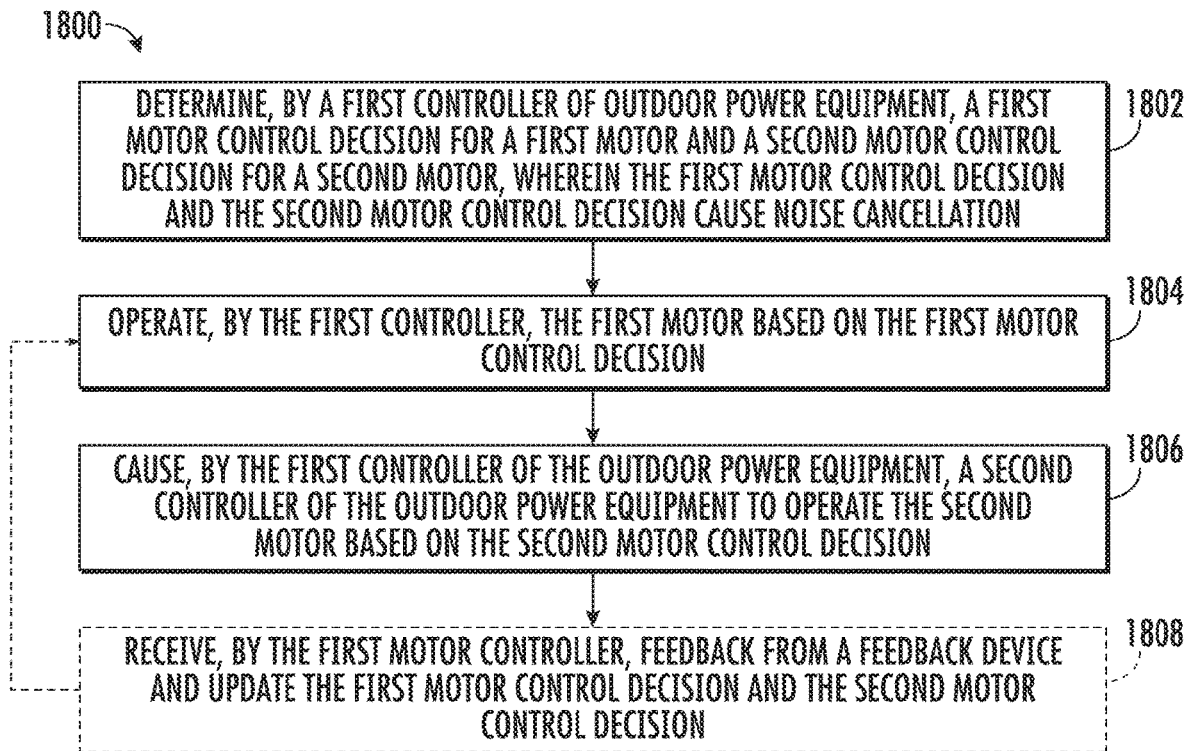 1800
DETERMINE, BY A FIRST CONTROLLER OF OUTDOOR POWER EQUIPMENT, A FIRST
MOTOR CONTROL DECISION FOR A FIRST MOTOR AND A SECOND MOTOR CONTROL
DECISION FOR A SECOND MOTOR, WHEREIN THE FIRST MOTOR CONTROL DECISION
AND THE SECOND MOTOR CONTROL DECISION CAUSE NOISE CANCELLATION
1802
OPERATE, BY THE FIRST CONTROLLER, THE FIRST MOTOR BASED ON THE FIRST MOTOR
CONTROL DECISION
1804
CAUSE, BY THE FIRST CONTROLLER OF THE OUTDOOR POWER EQUIPMENT, A SECOND
CONTROLLER OF THE OUTDOOR POWER EQUIPMENT TO OPERATE THE SECOND
MOTOR BASED ON THE SECOND MOTOR CONTROL DECISION
1806
RECEIVE, BY THE FIRST MOTOR CONTROLLER, FEEDBACK FROM A FEEDBACK DEVICE
AND UPDATE THE FIRST MOTOR CONTROL DECISION AND THE SECOND MOTOR
CONTROL DECISION
1808